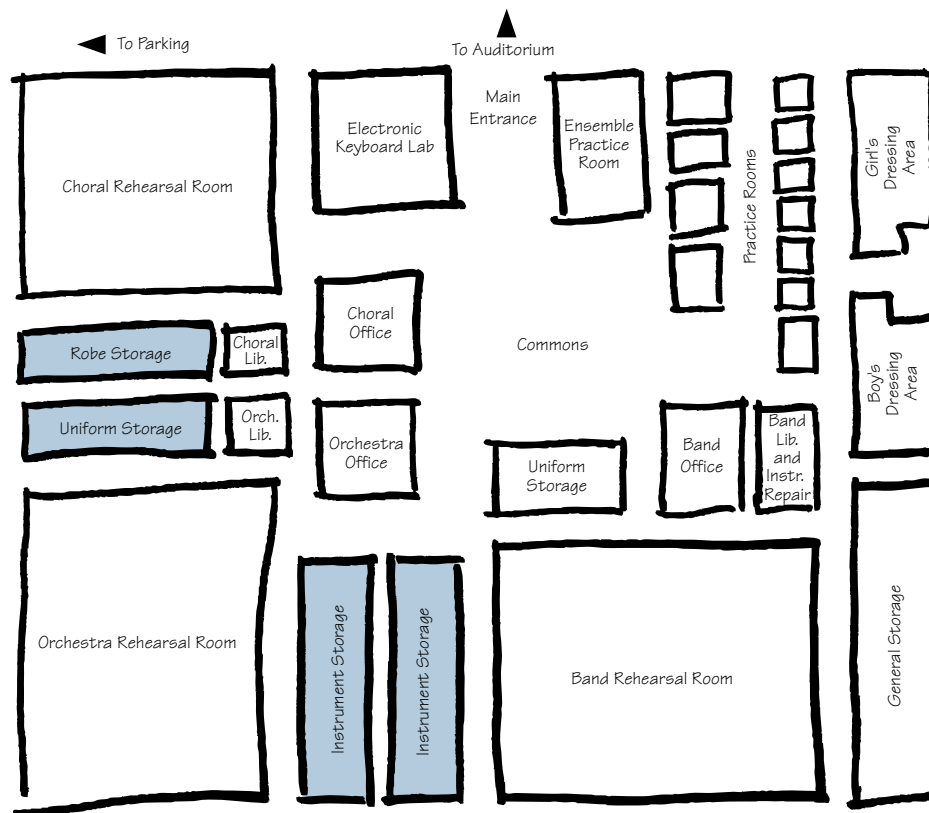 To Parking
To Auditorium
Main
Entrance
Electronic
Keyboard Lab
Ensemble
Practice
Room
Practice Rooms
Girl's
Dressing
Area
Choral Rehearsal Room
Choral
Office
Commons
Robe Storage
Choral
Lib.
Boy's
Dressing
Area
Uniform Storage
Orch.
Lib.
Orchestra
Office
Uniform
Storage
Band
Office
Band
Lib.
and
Instr.
Repair
Orchestra Rehearsal Room
Instrument Storage
Instrument Storage
Band Rehearsal Room
General Storage